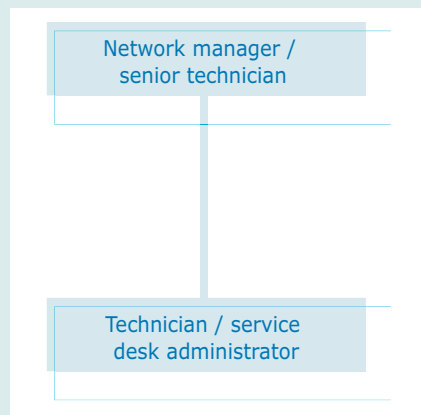 Network manager /
senior technician
Technician / service
desk administrator